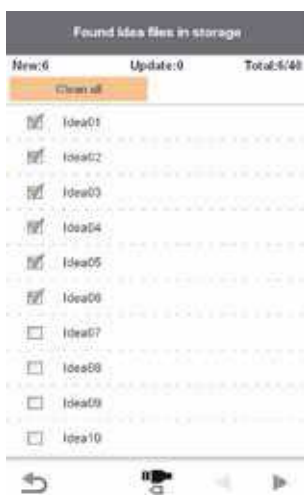 Found Idea files in storage
New:6 Update:0 Total:6/40
Clean all
Idea01
Idea02
Idea03
Idea04
Idea05
Idea06
Idea07
Idea08
Idea09
Idea10